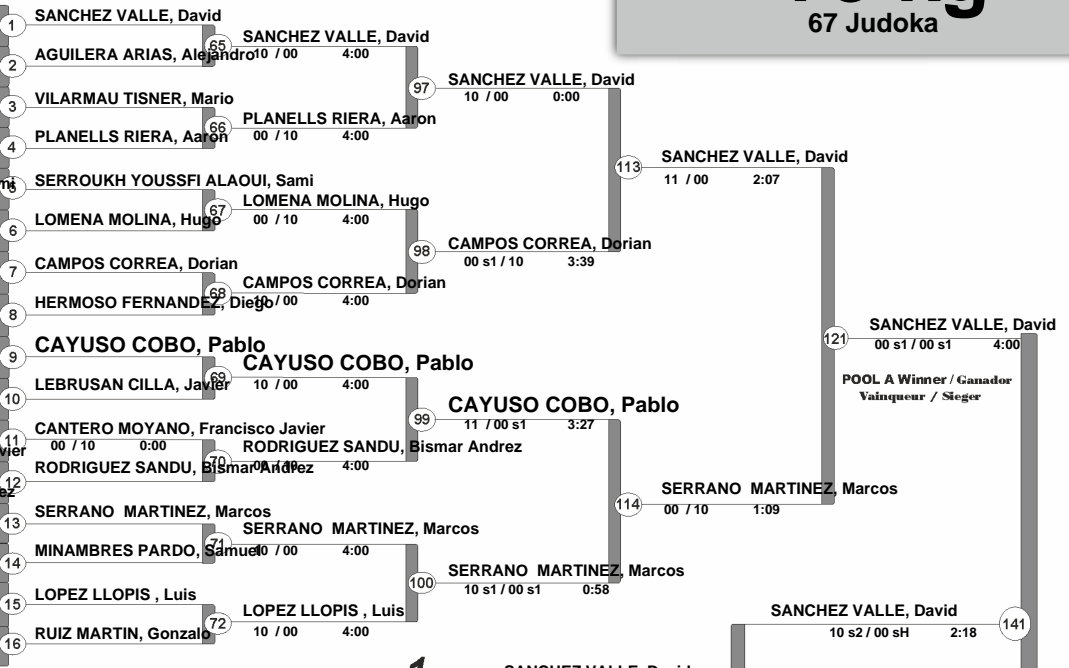 67 Judoka
1 SANCHEZ VALLE, David
2 AGUILERA ARIAS, Alejandro
3 VILARMAU TISNER, Mario
4 PLANELLS RIERA, Aaron
SERROUKH YOUSSFI ALAOUI, Sami
6 LOMENA MOLINA, Hugo
7 CAMPOS CORREA, Dorian
8 HERMOSO FERNANDEZ, Diego
9 CAYUSO COBO, Pablo
10 LEBRUSAN CILLA, Javier
11 CANTERO MOYANO, Francisco Javier
00 / 10 0:00
12 RODRIGUEZ SANDU, Bismar Andrez
13 SERRANO MARTINEZ, Marcos
14 MINAMBRES PARDO, Samuel
15 LOPEZ LLOPIS , Luis
16 RUIZ MARTIN, Gonzalo
65 SANCHEZ VALLE, David
10 / 00 4:00
66 PLANELLS RIERA, Aaron
00 / 10 4:00
67 LOMENA MOLINA, Hugo
00 / 10 4:00
68 CAMPOS CORREA, Dorian
10 / 00 4:00
69 CAYUSO COBO, Pablo
10 / 00 4:00
70 RODRIGUEZ SANDU, Bismar Andrez
4:00
71 SERRANO MARTINEZ, Marcos
10 / 00 4:00
72 LOPEZ LLOPIS , Luis
10 / 00 4:00
97 SANCHEZ VALLE, David
10 / 00 0:00
98 CAMPOS CORREA, Dorian
00 s1 / 10 3:39
99 CAYUSO COBO, Pablo
11 / 00 s1 3:27
100 SERRANO MARTINEZ, Marcos
10 s1 / 00 s1 0:58
113 SANCHEZ VALLE, David
11 / 00 2:07
114 SERRANO MARTINEZ, Marcos
00 / 10 1:09
121 SANCHEZ VALLE, David
00 s1 / 00 s1 4:00
POOL A Winner / Ganador
Vainqueur / Sieger
SANCHEZ VALLE, David
10 s2 / 00 sH 2:18
141